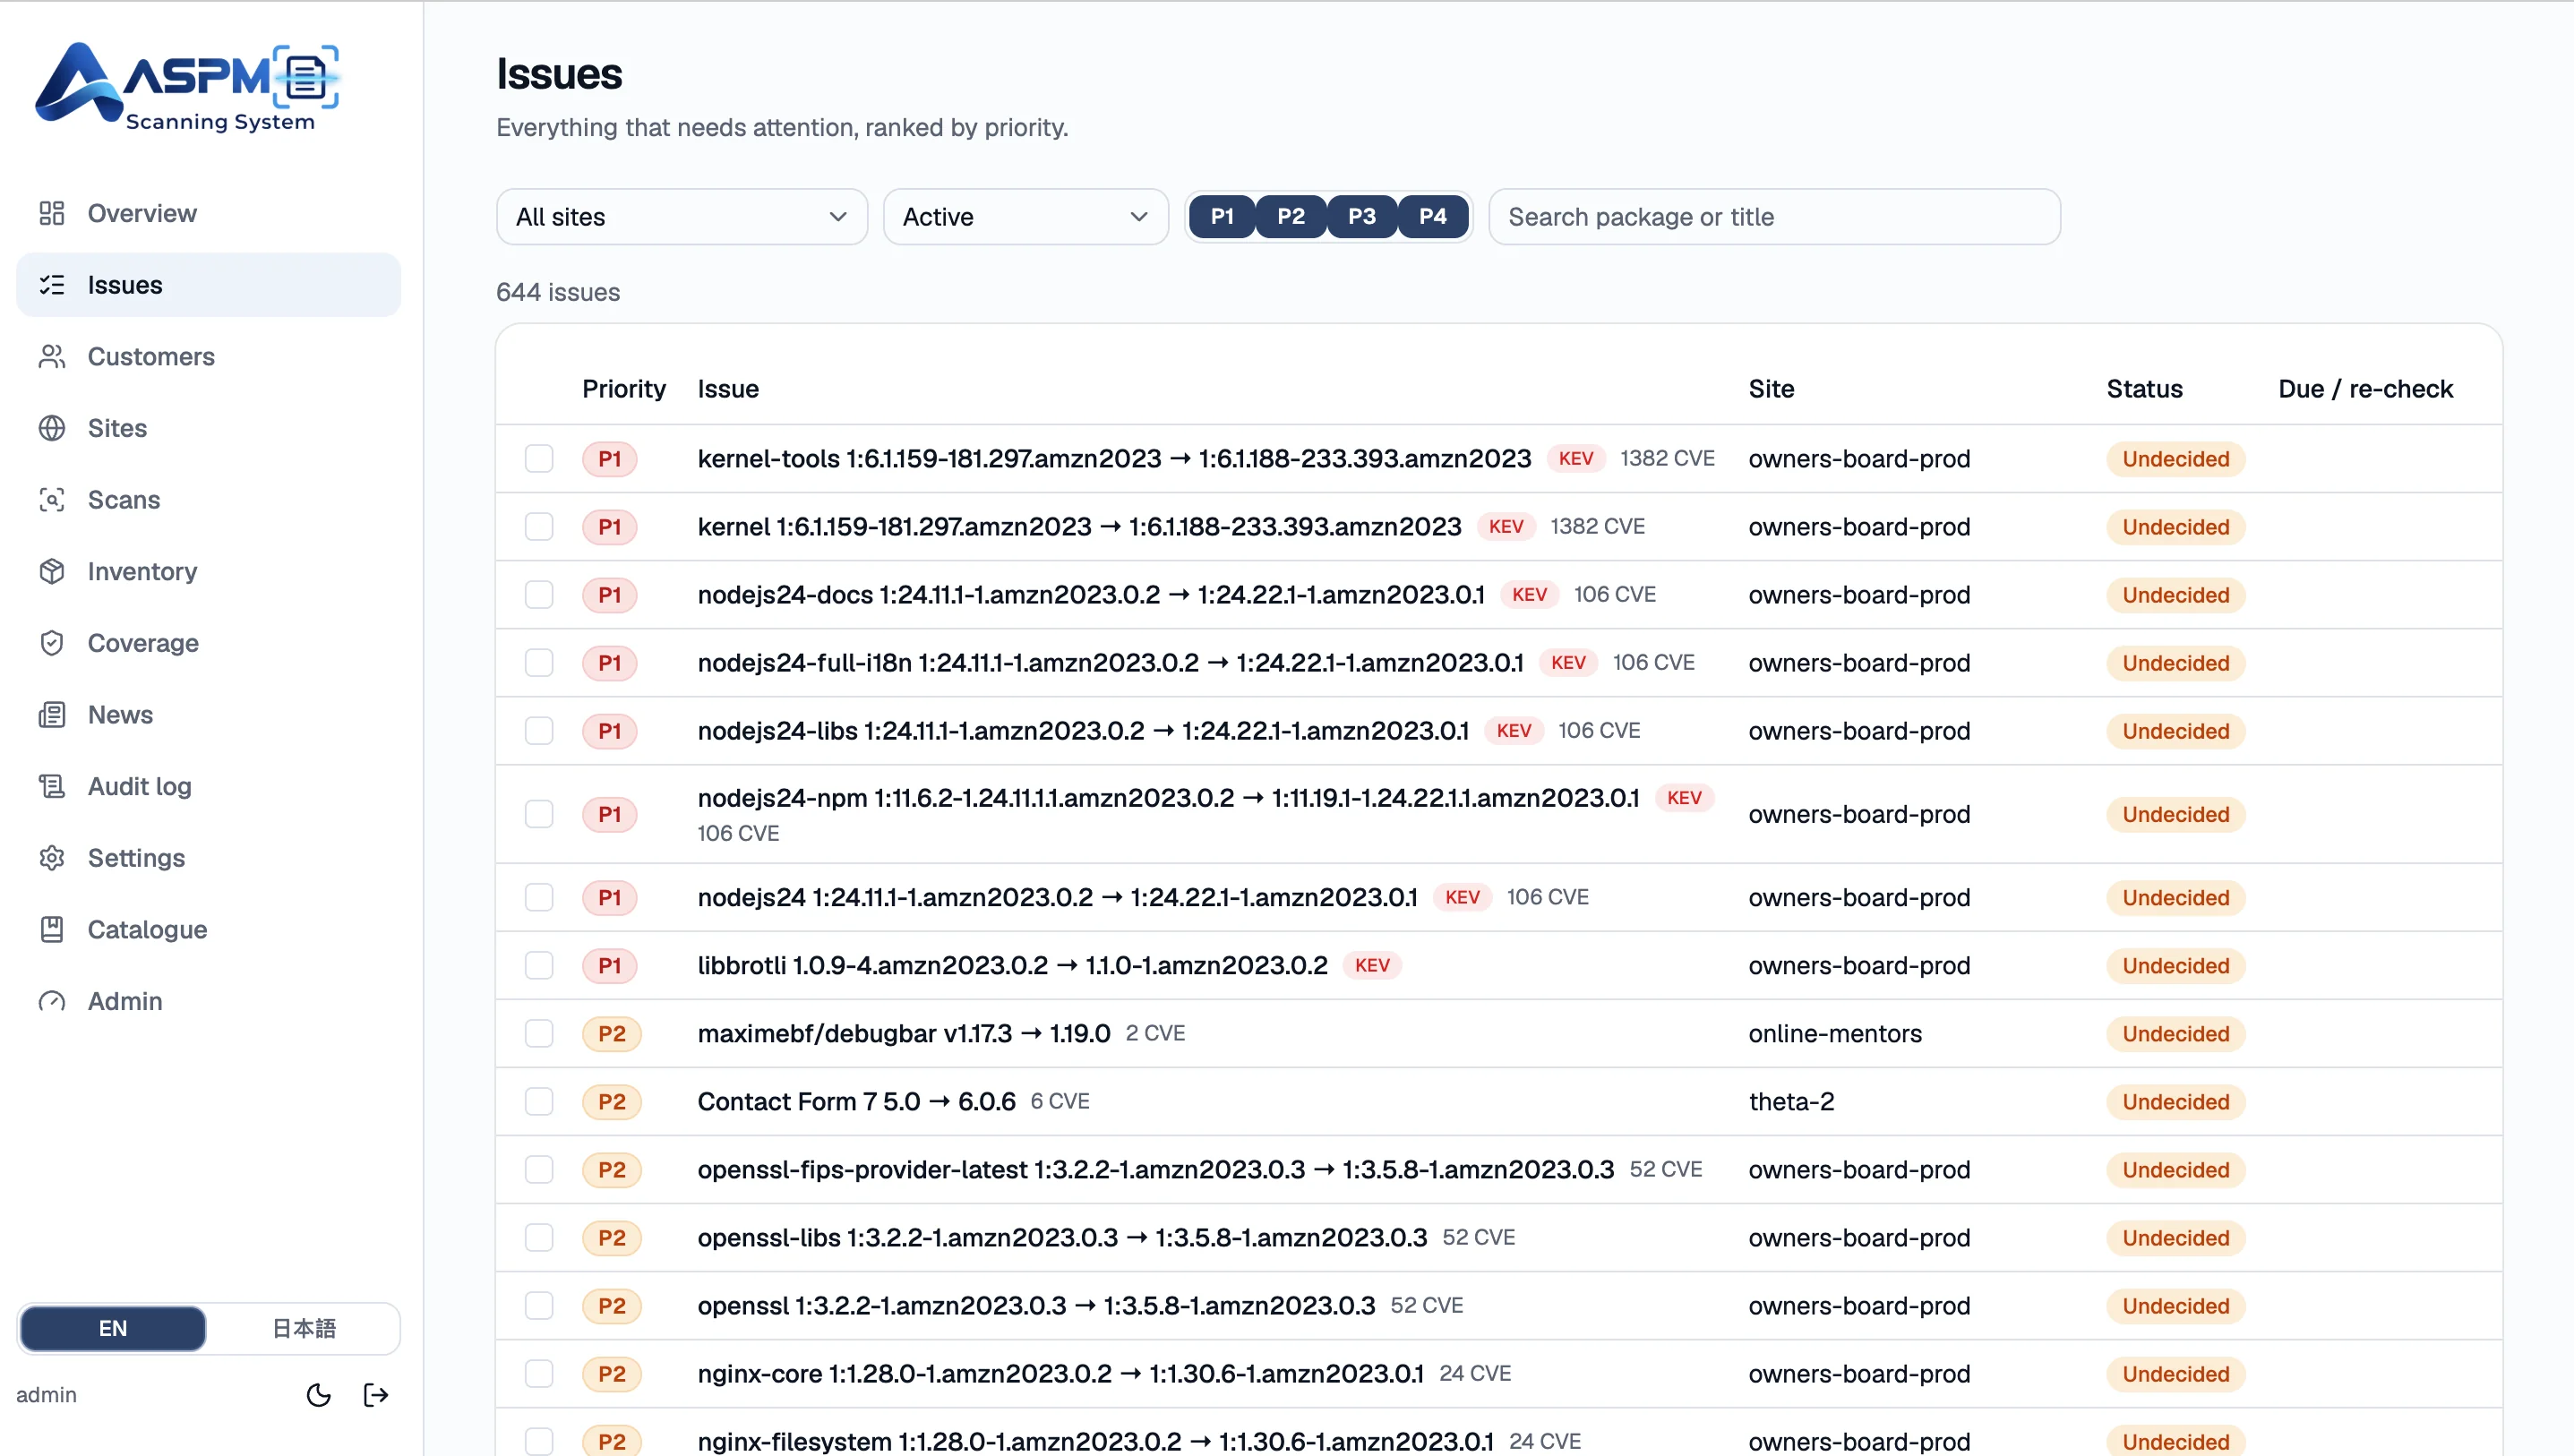 ASPM
Scanning System
Overview
Issues
Customers
Sites
Scans
Inventory
Coverage
News
Audit log
Settings
Catalogue
Admin
EN 日本語
admin
Issues
Everything that needs attention, ranked by priority.
All sites Active P1 P2 P3 P4 Search package or title
644 issues
Priority Issue Site Status Due / re-check
P1 kernel-tools 1:6.1.159-181.297.amzn2023 → 1:6.1.188-233.393.amzn2023 KEV 1382 CVE owners-board-prod Undecided
P1 kernel 1:6.1.159-181.297.amzn2023 → 1:6.1.188-233.393.amzn2023 KEV 1382 CVE owners-board-prod Undecided
P1 nodejs24-docs 1:24.11.1-1.amzn2023.0.2 → 1:24.22.1-1.amzn2023.0.1 KEV 106 CVE owners-board-prod Undecided
P1 nodejs24-full-i18n 1:24.11.1-1.amzn2023.0.2 → 1:24.22.1-1.amzn2023.0.1 KEV 106 CVE owners-board-prod Undecided
P1 nodejs24-libs 1:24.11.1-1.amzn2023.0.2 → 1:24.22.1-1.amzn2023.0.1 KEV 106 CVE owners-board-prod Undecided
P1 nodejs24-npm 1:11.6.2-1.24.11.1.1.amzn2023.0.2 → 1:11.19.1-1.24.22.1.1.amzn2023.0.1 KEV
106 CVE owners-board-prod Undecided
P1 nodejs24 1:24.11.1-1.amzn2023.0.2 → 1:24.22.1-1.amzn2023.0.1 KEV 106 CVE owners-board-prod Undecided
P1 libbrotli 1.0.9-4.amzn2023.0.2 → 1.1.0-1.amzn2023.0.2 KEV owners-board-prod Undecided
P2 maximebf/debugbar v1.17.3 → 1.19.0 2 CVE online-mentors Undecided
P2 Contact Form 7 5.0 → 6.0.6 6 CVE theta-2 Undecided
P2 openssl-fips-provider-latest 1:3.2.2-1.amzn2023.0.3 → 1:3.5.8-1.amzn2023.0.3 52 CVE owners-board-prod Undecided
P2 openssl-libs 1:3.2.2-1.amzn2023.0.3 → 1:3.5.8-1.amzn2023.0.3 52 CVE owners-board-prod Undecided
P2 openssl 1:3.2.2-1.amzn2023.0.3 → 1:3.5.8-1.amzn2023.0.3 52 CVE owners-board-prod Undecided
P2 nginx-core 1:1.28.0-1.amzn2023.0.2 → 1:1.30.6-1.amzn2023.0.1 24 CVE owners-board-prod Undecided
P2 nginx-filesystem 1:1.28.0-1.amzn2023.0.2 → 1:1.30.6-1.amzn2023.0.1 24 CVE owners-board-prod Undecided